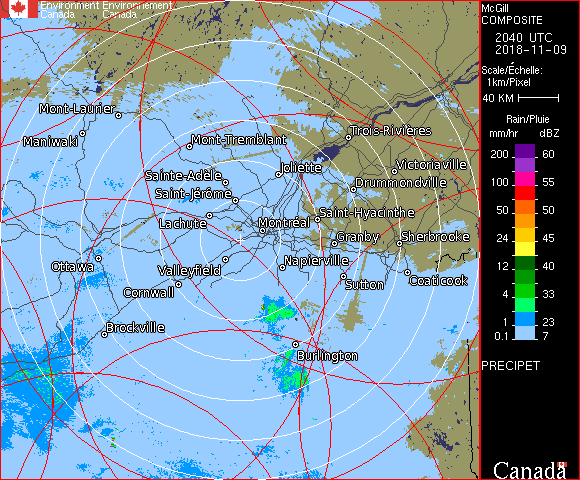 Environment Environnement
Canada Canada
Mont-Laurier
Maniwaki
Mont-Tremblant
Trois-Rivières
Sainte-Adèle
Joliette
Victoriaville
Saint-Jérôme
Drummondville
Lachute
Montréal
Saint-Hyacinthe
Granby
Sherbrooke
Ottawa
Valleyfield
Napierville
Cornwall
Sutton
Coaticook
Brockville
Burlington
McGill
COMPOSITE
2040 UTC
2018-11-09
Scale/Échelle:
1km/Pixel
40 KM
Rain/Pluie
mm/hr dBZ
200 60
100 55
50 50
24 45
12 40
4 33
1 23
0.1 7
PRECIPET
Canada